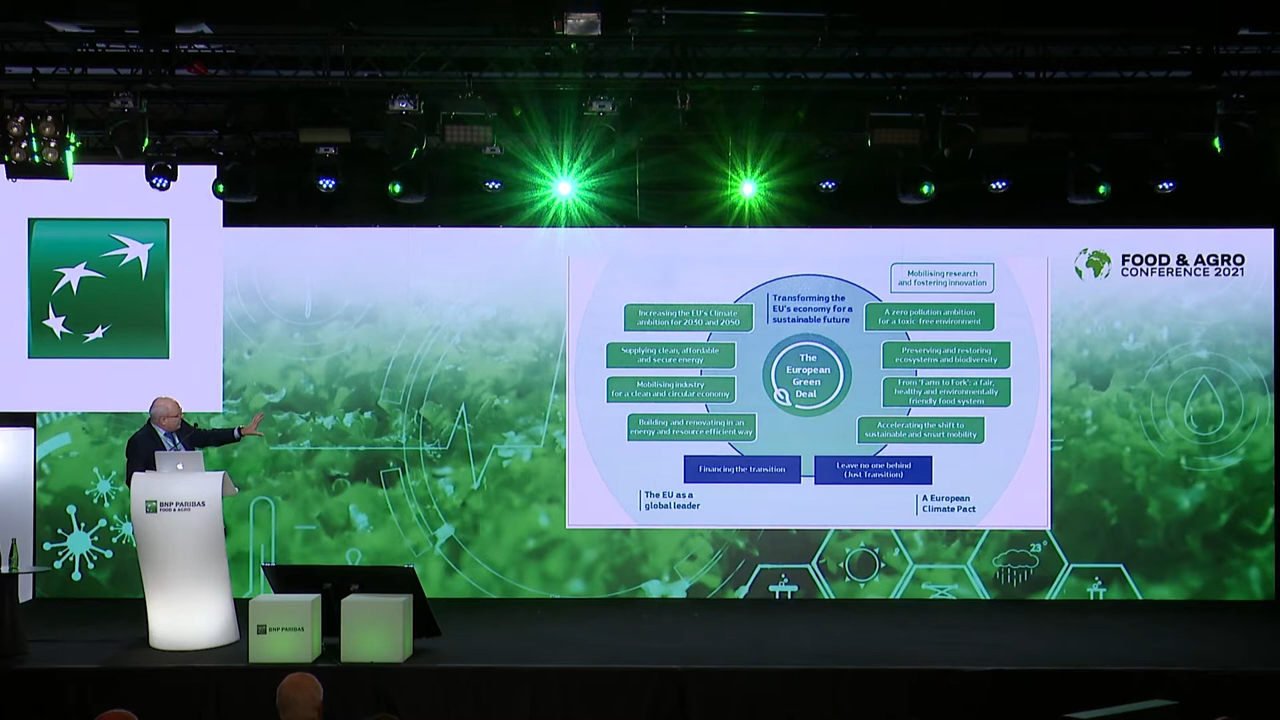 FOOD & AGRO
CONFERENCE 2021
Mobilising research
and fostering innovation
Transforming the
EU's economy for a
sustainable future
Increasing the EU's Climate
ambition for 2030 and 2050
A zero pollution ambition
for a toxic-free environment
Supplying clean, affordable
and secure energy
The
European
Green
Deal
Preserving and restoring
ecosystems and biodiversity
Mobilising industry
for a clean and circular economy
From 'Farm to Fork': a fair,
healthy and environmentally
friendly food system
Building and renovating in an
energy and resource efficient way
Accelerating the shift to
sustainable and smart mobility
Financing the transition
Leave no one behind
(Just Transition)
The EU as a
global leader
A European
Climate Pact
BNP PARIBAS
FOOD & AGRO
23°
BNP PARIBAS